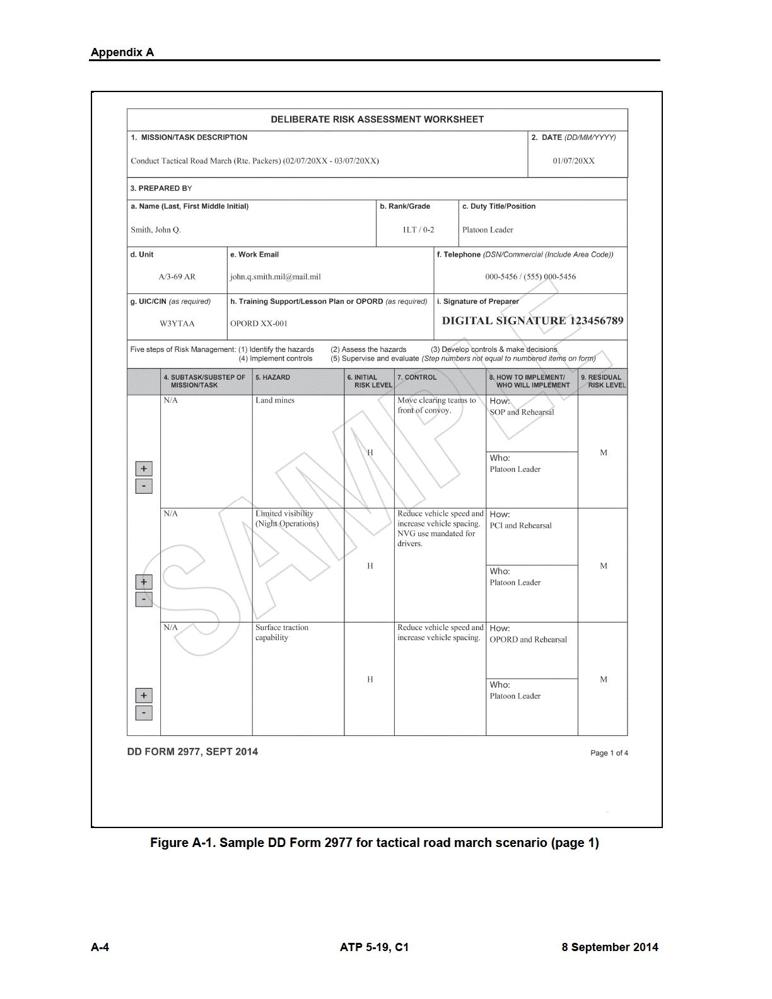 Appendix A
DELIBERATE RISK ASSESSMENT WORKSHEET
1. MISSION/TASK DESCRIPTION
2. DATE (DD/MM/YYYY)
Conduct Tactical Road March (Rte. Packers) (02/07/20XX - 03/07/20XX)
01/07/20XX
3. PREPARED BY
a. Name (Last, First Middle Initial)
b. Rank/Grade
c. Duty Title/Position
Smith, John Q.
1LT / 0-2
Platoon Leader
d. Unit
e. Work Email
f. Telephone (DSN/Commercial (Include Area Code))
A/3-69 AR
john.q.smith.mil@mail.mil
000-5456 / (555) 000-5456
g. UIC/CIN (as required)
h. Training Support/Lesson Plan or OPORD (as required)
i. Signature of Preparer
W3YTAA
OPORD XX-001
DIGITAL SIGNATURE 123456789
Five steps of Risk Management: (1) Identify the hazards (2) Assess the hazards (3) Develop controls & make decisions
(4) Implement controls (5) Supervise and evaluate (Step numbers not equal to numbered items on form)
4. SUBTASK/SUBSTEP OF
MISSION/TASK
5. HAZARD
6. INITIAL
RISK LEVEL
7. CONTROL
8. HOW TO IMPLEMENT/
WHO WILL IMPLEMENT
9. RESIDUAL
RISK LEVEL
+
-
N/A
Land mines
H
Move clearing teams to
front of convoy.
How:
SOP and Rehearsal
Who:
Platoon Leader
M
+
-
N/A
Limited visibility
(Night Operations)
H
Reduce vehicle speed and
increase vehicle spacing.
NVG use mandated for
drivers.
How:
PCI and Rehearsal
Who:
Platoon Leader
M
+
-
N/A
Surface traction
capability
H
Reduce vehicle speed and
increase vehicle spacing.
How:
OPORD and Rehearsal
Who:
Platoon Leader
M
SAMPLE
DD FORM 2977, SEPT 2014
Page 1 of 4
Figure A-1. Sample DD Form 2977 for tactical road march scenario (page 1)
A-4
ATP 5-19, C1
8 September 2014